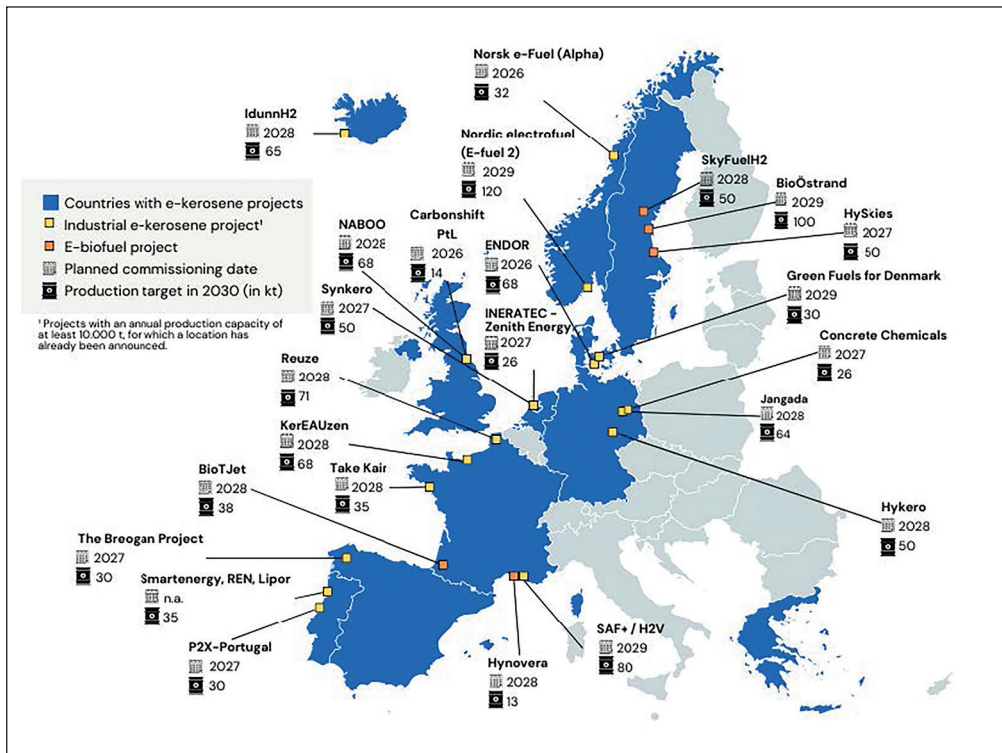 Norsk e-Fuel (Alpha)
2026
32
IdunnH2
2028
65
Nordic electrofuel
(E-fuel 2)
2029
120
SkyFuelH2
2028
50
BioÖstrand
2029
100
HySkies
2027
50
Countries with e-kerosene projects
Industrial e-kerosene project¹
E-biofuel project
Planned commissioning date
Production target in 2030 (in kt)
¹ Projects with an annual production capacity of
at least 10.000 t, for which a location has
already been announced.
NABOO
2028
68
Carbonshift
PtL
2026
14
ENDOR
2026
68
Synkero
2027
50
INERATEC -
Zenith Energy
2027
26
Green Fuels for Denmark
2029
30
Concrete Chemicals
2027
26
Reuze
2028
71
Jangada
2028
64
KerEAUzen
2028
68
BioTJet
2028
38
Take Kair
2028
35
Hykero
2028
50
The Breogan Project
2027
30
Smartenergy, REN, Lipor
n.a.
35
P2X-Portugal
2027
30
Hynovera
2028
13
SAF+ / H2V
2029
80